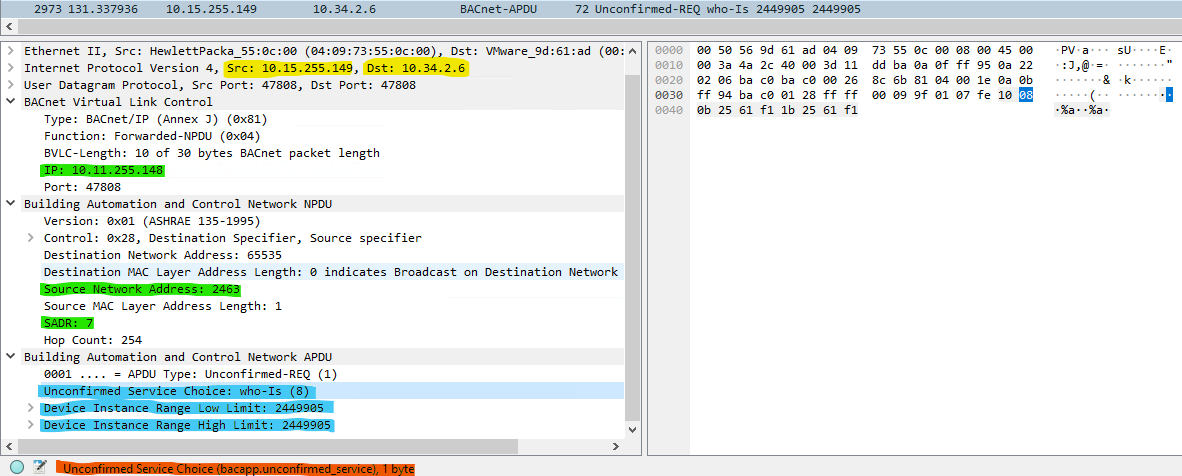 2973 131.337936 10.15.255.149 10.34.2.6 BACnet-APDU 72 Unconfirmed-REQ who-Is 2449905 2449905
Ethernet II, Src: HewlettPacka_55:0c:00 (04:09:73:55:0c:00), Dst: VMware_9d:61:ad (00:
Internet Protocol Version 4, Src: 10.15.255.149, Dst: 10.34.2.6
User Datagram Protocol, Src Port: 47808, Dst Port: 47808
BACnet Virtual Link Control
Type: BACnet/IP (Annex J) (0x81)
Function: Forwarded-NPDU (0x04)
BVLC-Length: 10 of 30 bytes BACnet packet length
IP: 10.11.255.148
Port: 47808
Building Automation and Control Network NPDU
Version: 0x01 (ASHRAE 135-1995)
Control: 0x28, Destination Specifier, Source specifier
Destination Network Address: 65535
Destination MAC Layer Address Length: 0 indicates Broadcast on Destination Network
Source Network Address: 2463
Source MAC Layer Address Length: 1
SADR: 7
Hop Count: 254
Building Automation and Control Network APDU
0001 .... = APDU Type: Unconfirmed-REQ (1)
Unconfirmed Service Choice: who-Is (8)
Device Instance Range Low Limit: 2449905
Device Instance Range High Limit: 2449905
0000 00 50 56 9d 61 ad 04 09 73 55 0c 00 08 00 45 00 ·PV·a··· sU····E·
0010 00 3a 4a 2c 40 00 3d 11 dd ba 0a 0f ff 95 0a 22 ·:J,@·=· ·······"
0020 02 06 ba c0 ba c0 00 26 8c 6b 81 04 00 1e 0a 0b ·······& ·k······
0030 ff 94 ba c0 01 28 ff ff 00 09 9f 01 07 fe 10 08 ·····(·· ········
0040 0b 25 61 f1 1b 25 61 f1 ·%a··%a·
Unconfirmed Service Choice (bacapp.unconfirmed_service), 1 byte